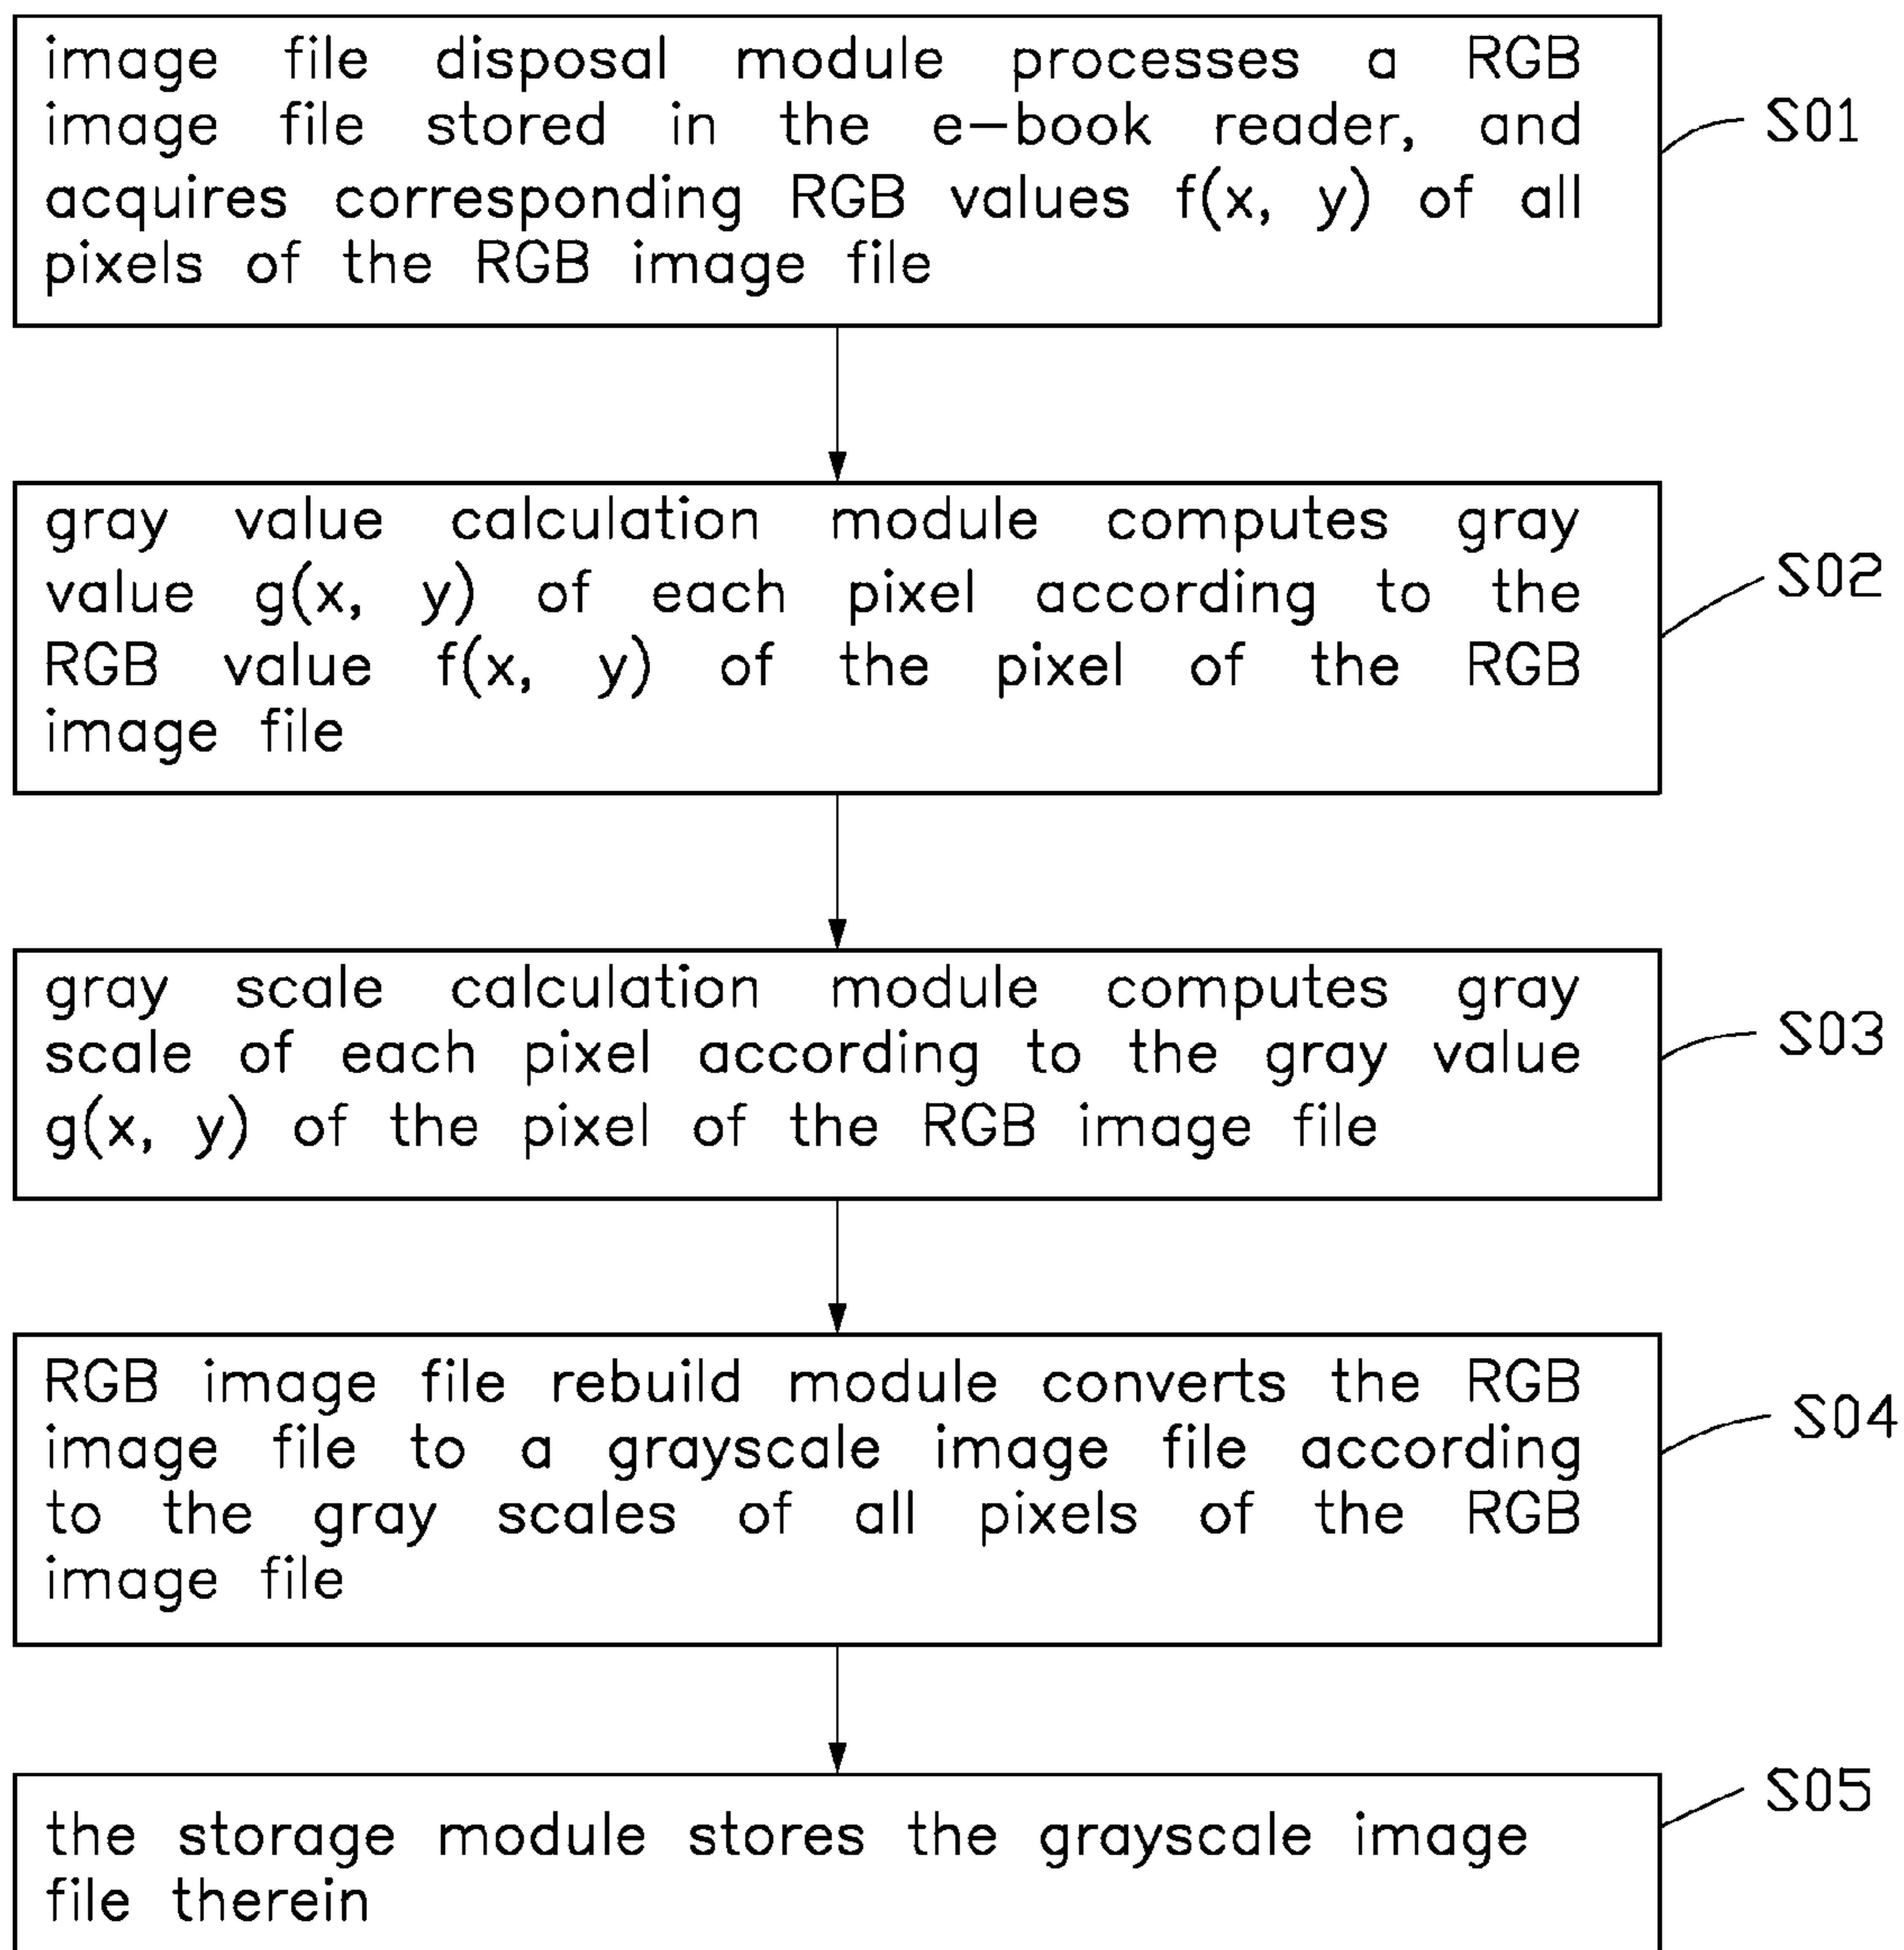 image file disposal module processes a RGB
image file stored in the e-book reader, and
acquires corresponding RGB values f(x, y) of all
pixels of the RGB image file
S01
gray value calculation module computes gray
value g(x, y) of each pixel according to the
RGB value f(x, y) of the pixel of the RGB
image file
S02
gray scale calculation module computes gray
scale of each pixel according to the gray value
g(x, y) of the pixel of the RGB image file
S03
RGB image file rebuild module converts the RGB
image file to a grayscale image file according
to the gray scales of all pixels of the RGB
image file
S04
the storage module stores the grayscale image
file therein
S05